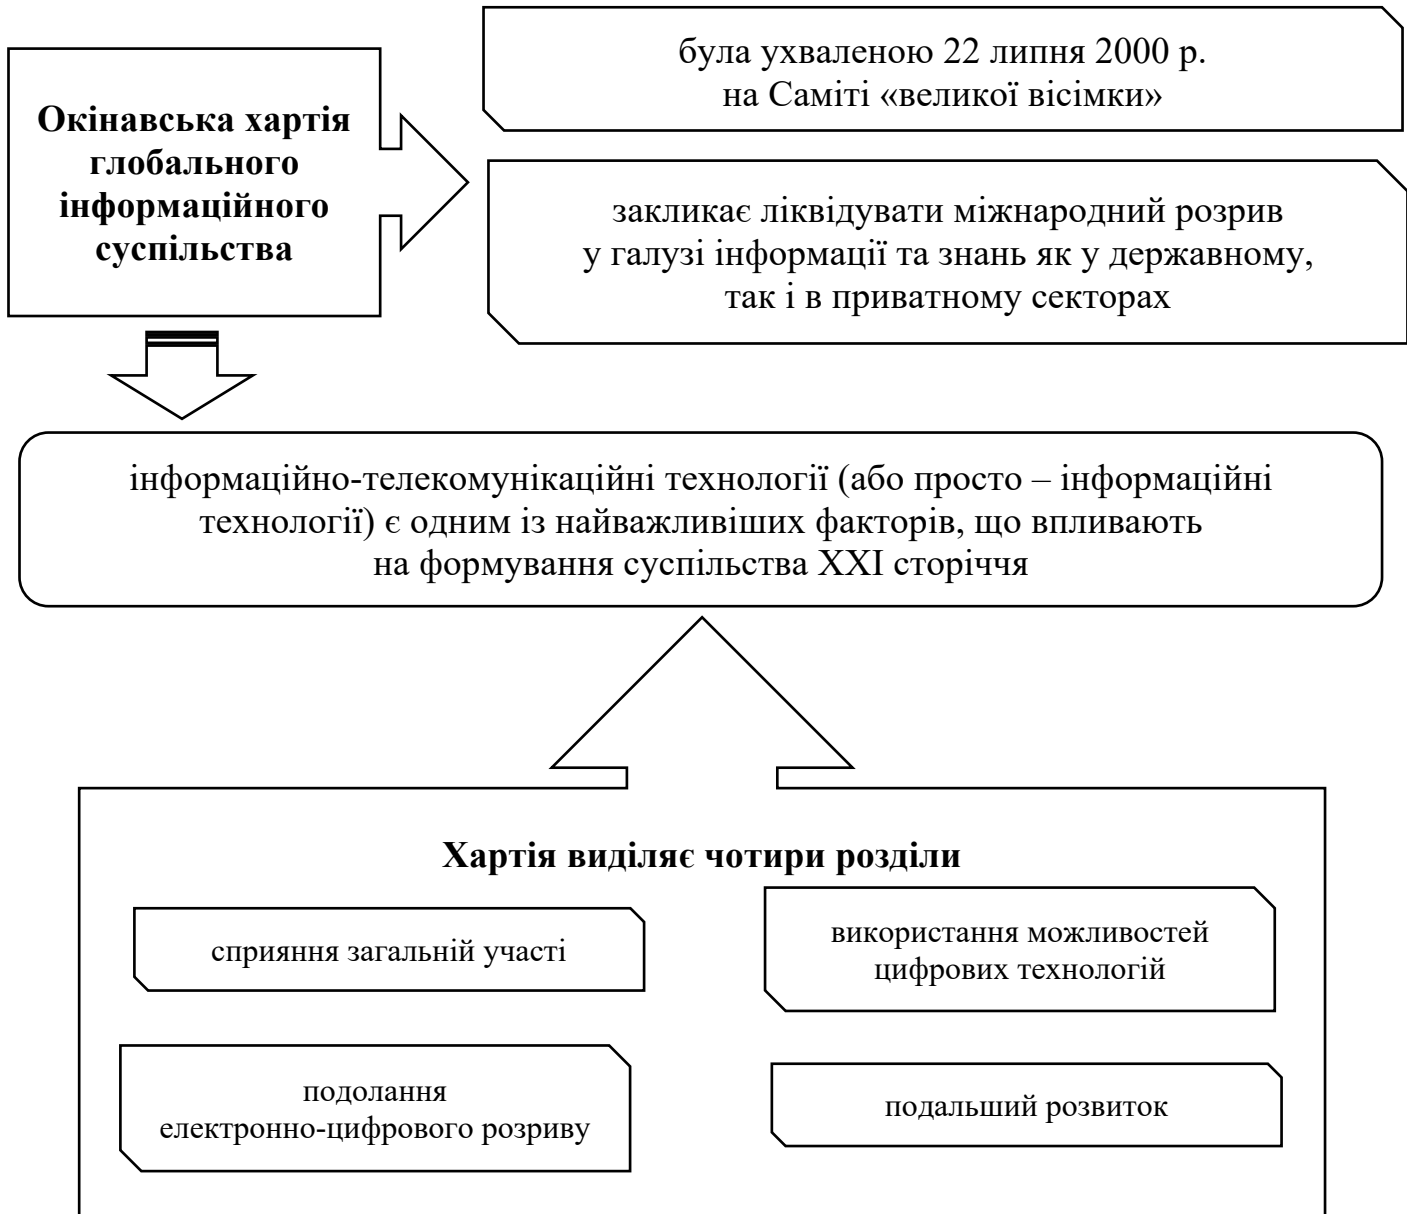 Окінавська хартія
глобального
інформаційного
суспільства
була ухваленою 22 липня 2000 р.
на Саміті «великої вісімки»
закликає ліквідувати міжнародний розрив
у галузі інформації та знань як у державному,
так і в приватному секторах
інформаційно-телекомунікаційні технології (або просто – інформаційні
технології) є одним із найважливіших факторів, що впливають
на формування суспільства XXI сторіччя
Хартія виділяє чотири розділи
сприяння загальній участі
використання можливостей
цифрових технологій
подолання
електронно-цифрового розриву
подальший розвиток